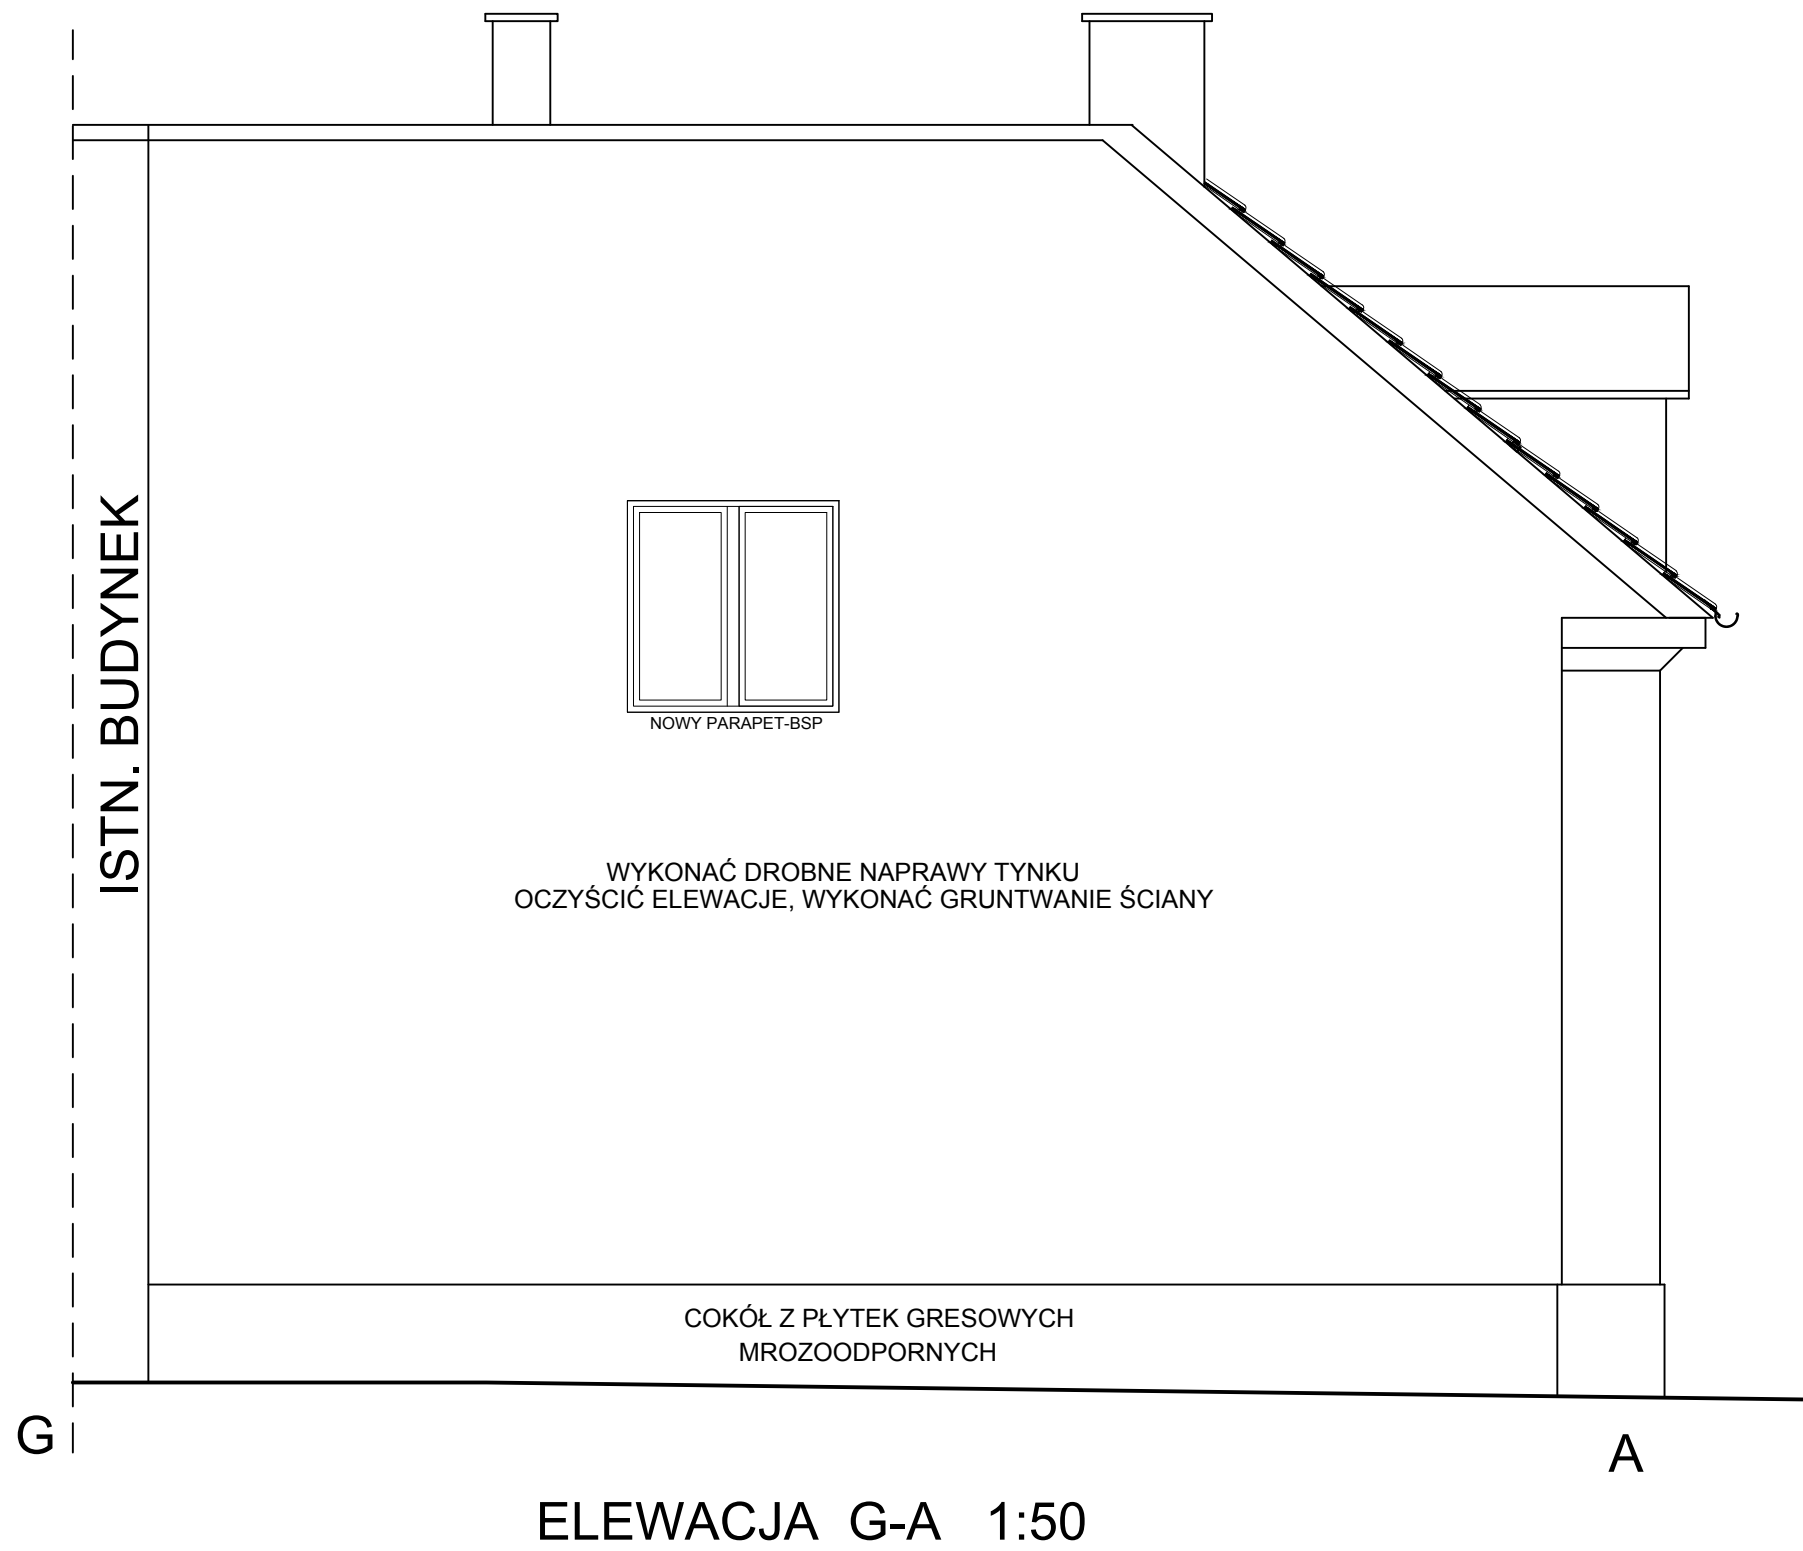 ISTN. BUDYNEK
NOWY PARAPET-BSP
WYKONAĆ DROBNE NAPRAWY TYNKU
OCZYŚCIĆ ELEWACJE, WYKONAĆ GRUNTWANIE ŚCIANY
COKÓŁ Z PŁYTEK GRESOWYCH
MROZOODPORNYCH
G
A
ELEWACJA G-A 1:50